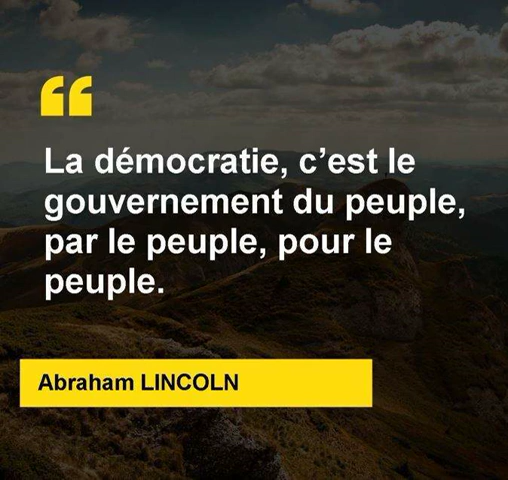 “
La démocratie, c’est le
gouvernement du peuple,
par le peuple, pour le
peuple.
Abraham LINCOLN